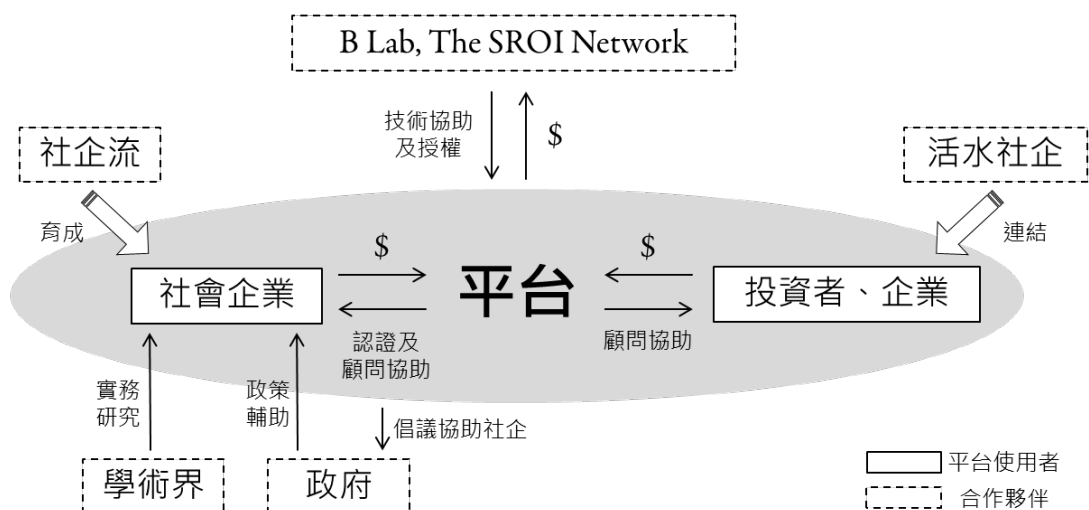 B Lab, The SROI Network
技術協助
及授權
$
社企流
活水社企
育成
連結
$
$
社會企業
平台
投資者、企業
認證及
顧問協助
顧問協助
實務
研究
政策
輔助
倡議協助社企
學術界
政府
平台使用者
合作夥伴